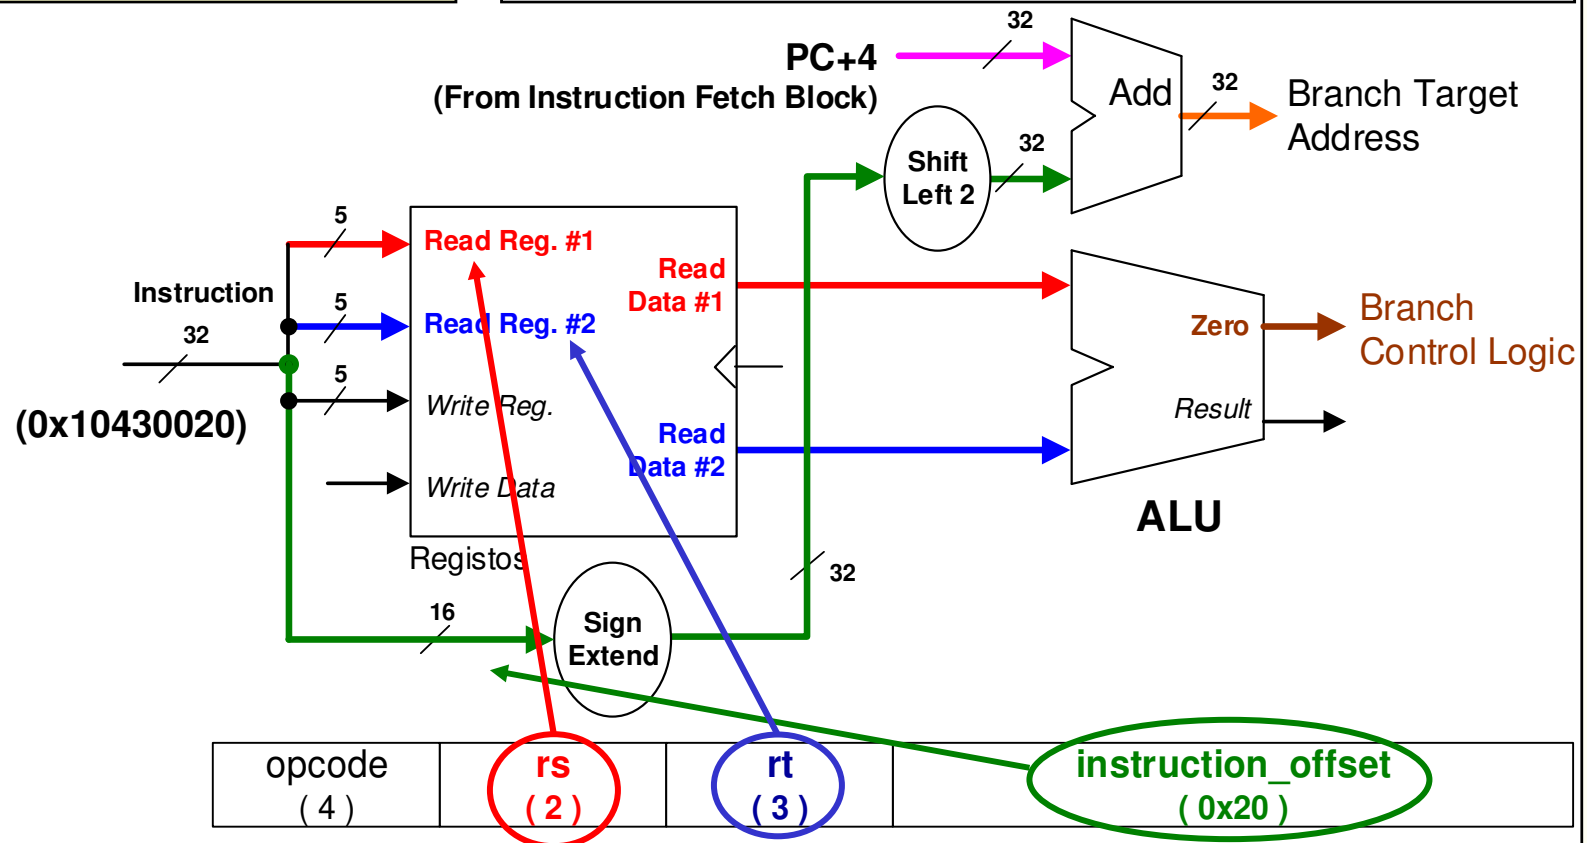 32
PC+4
(From Instruction Fetch Block)
Add
32
Branch Target
Address
Shift
Left 2
32
5
Read Reg. #1
Read
Data #1
Instruction
32
5
Read Reg. #2
Zero
Branch
Control Logic
(0x10430020)
5
Write Reg.
Result
Read
Data #2
Write Data
ALU
Registos
32
16
Sign
Extend
opcode
( 4 )
rs
( 2 )
rt
( 3 )
instruction_offset
( 0x20 )